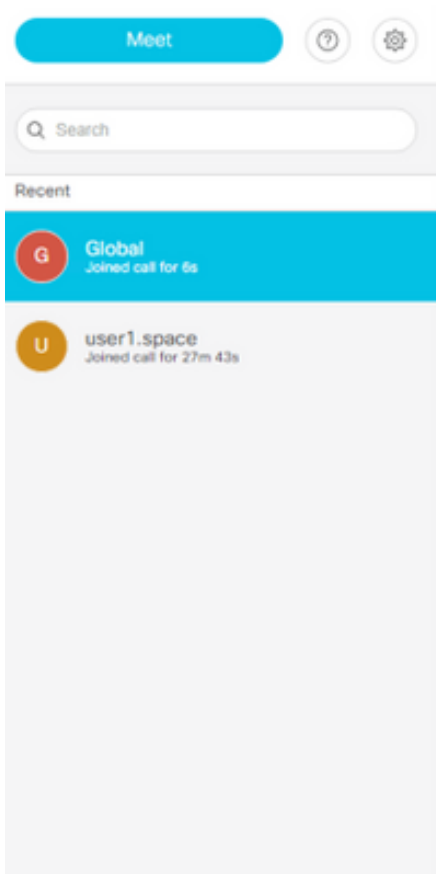 Meet
Search
Recent
G
Global
Joined call for 6s
U
user1.space
Joined call for 27m 43s